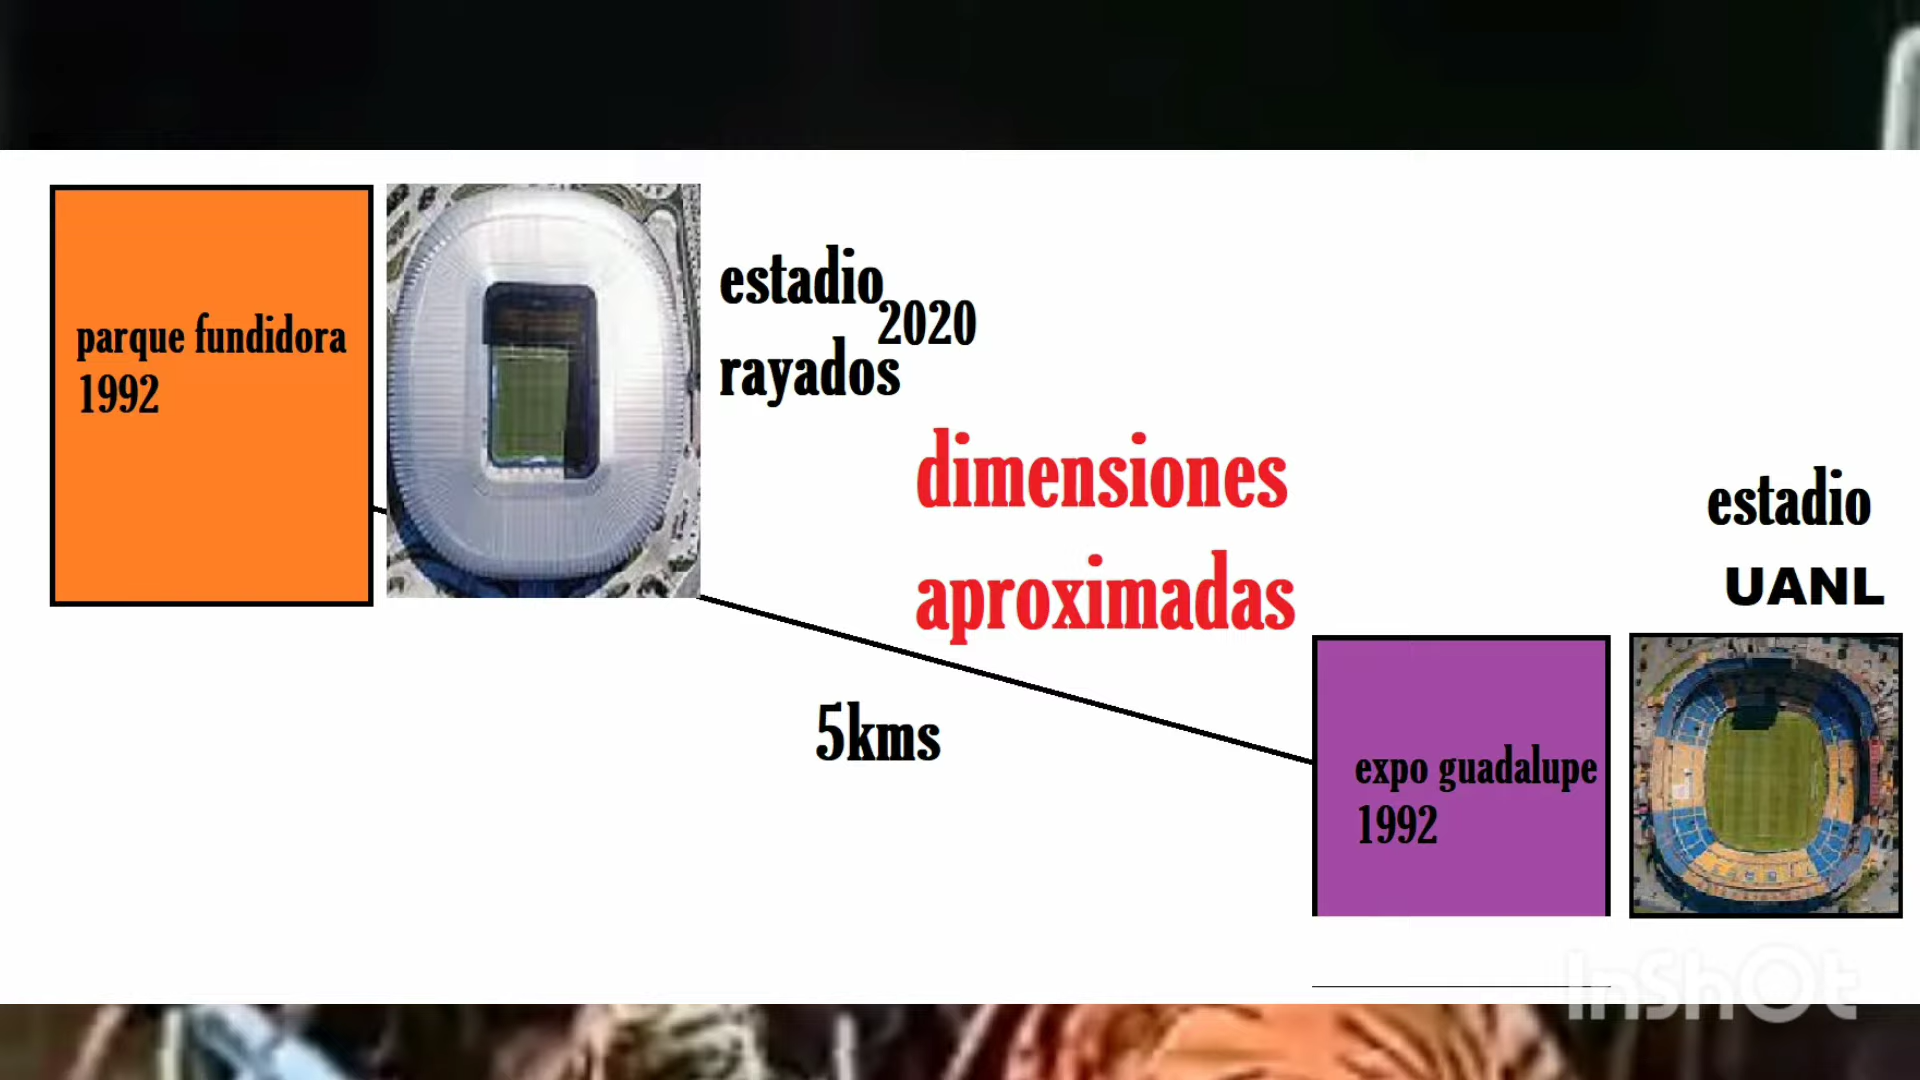 parque fundidora
1992
estadio
2020
rayados
dimensiones
aproximadas
5kms
estadio
UANL
expo guadalupe
1992
InShOt